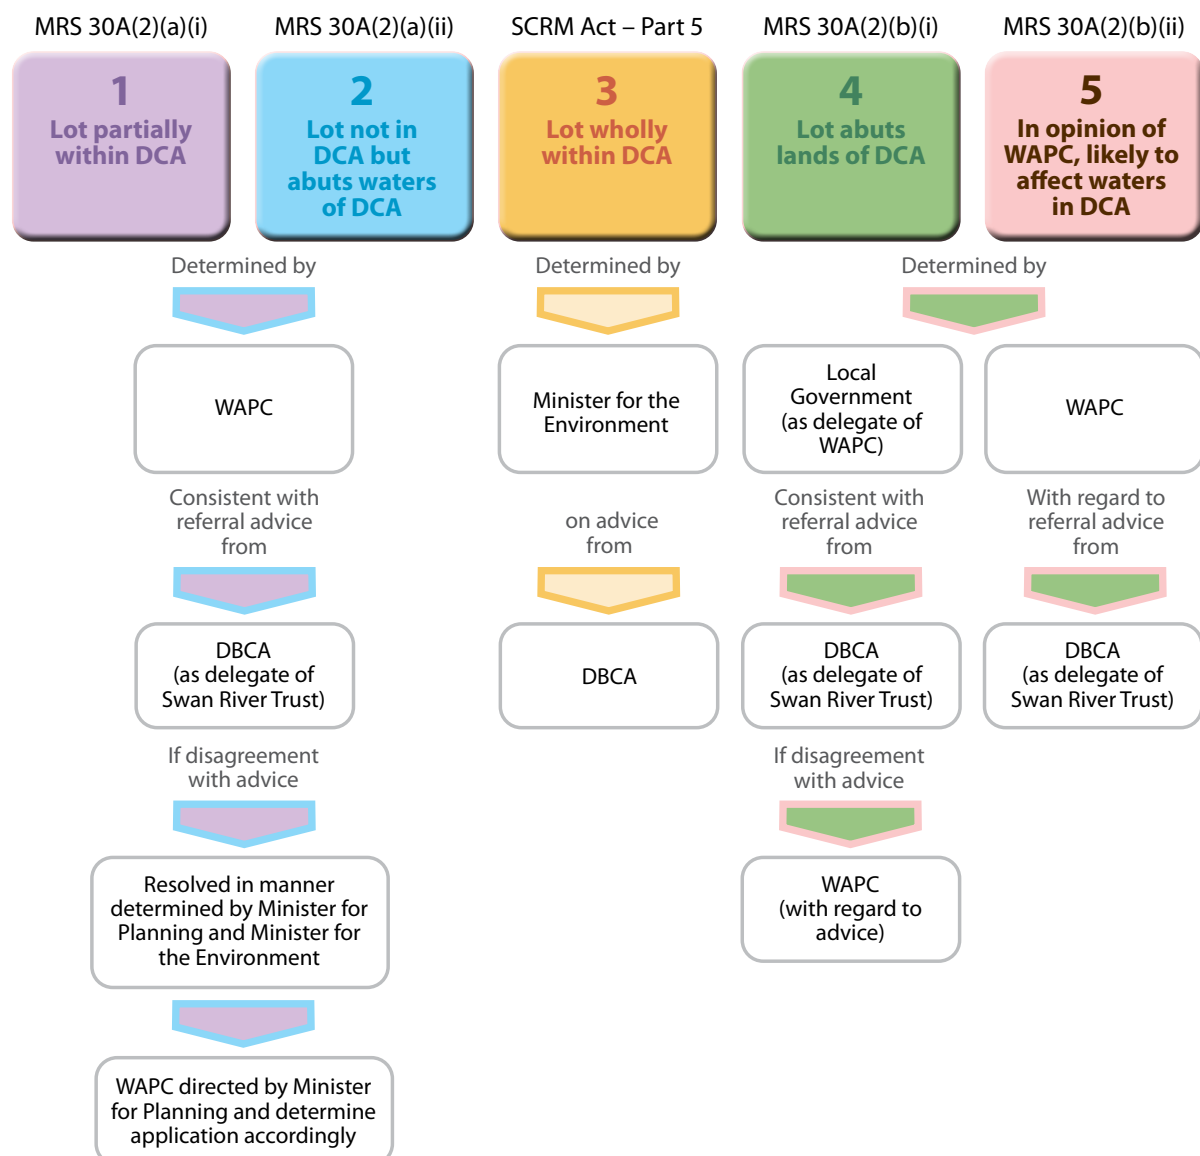 MRS 30A(2)(a)(i)
MRS 30A(2)(a)(ii)
SCRM Act – Part 5
MRS 30A(2)(b)(i)
MRS 30A(2)(b)(ii)
1
Lot partially
within DCA
2
Lot not in
DCA but
abuts waters
of DCA
3
Lot wholly
within DCA
4
Lot abuts
lands of DCA
5
In opinion of
WAPC, likely to
affect waters
in DCA
Determined by
Determined by
Determined by
WAPC
Minister for the
Environment
Local
Government
(as delegate of
WAPC)
WAPC
Consistent with
referral advice
from
on advice
from
Consistent with
referral advice
from
With regard to
referral advice
from
DBCA
(as delegate of
Swan River Trust)
DBCA
DBCA
(as delegate of
Swan River Trust)
DBCA
(as delegate of
Swan River Trust)
If disagreement
with advice
If disagreement
with advice
Resolved in manner
determined by Minister for
Planning and Minister for
the Environment
WAPC
(with regard to
advice)
WAPC directed by Minister
for Planning and determine
application accordingly